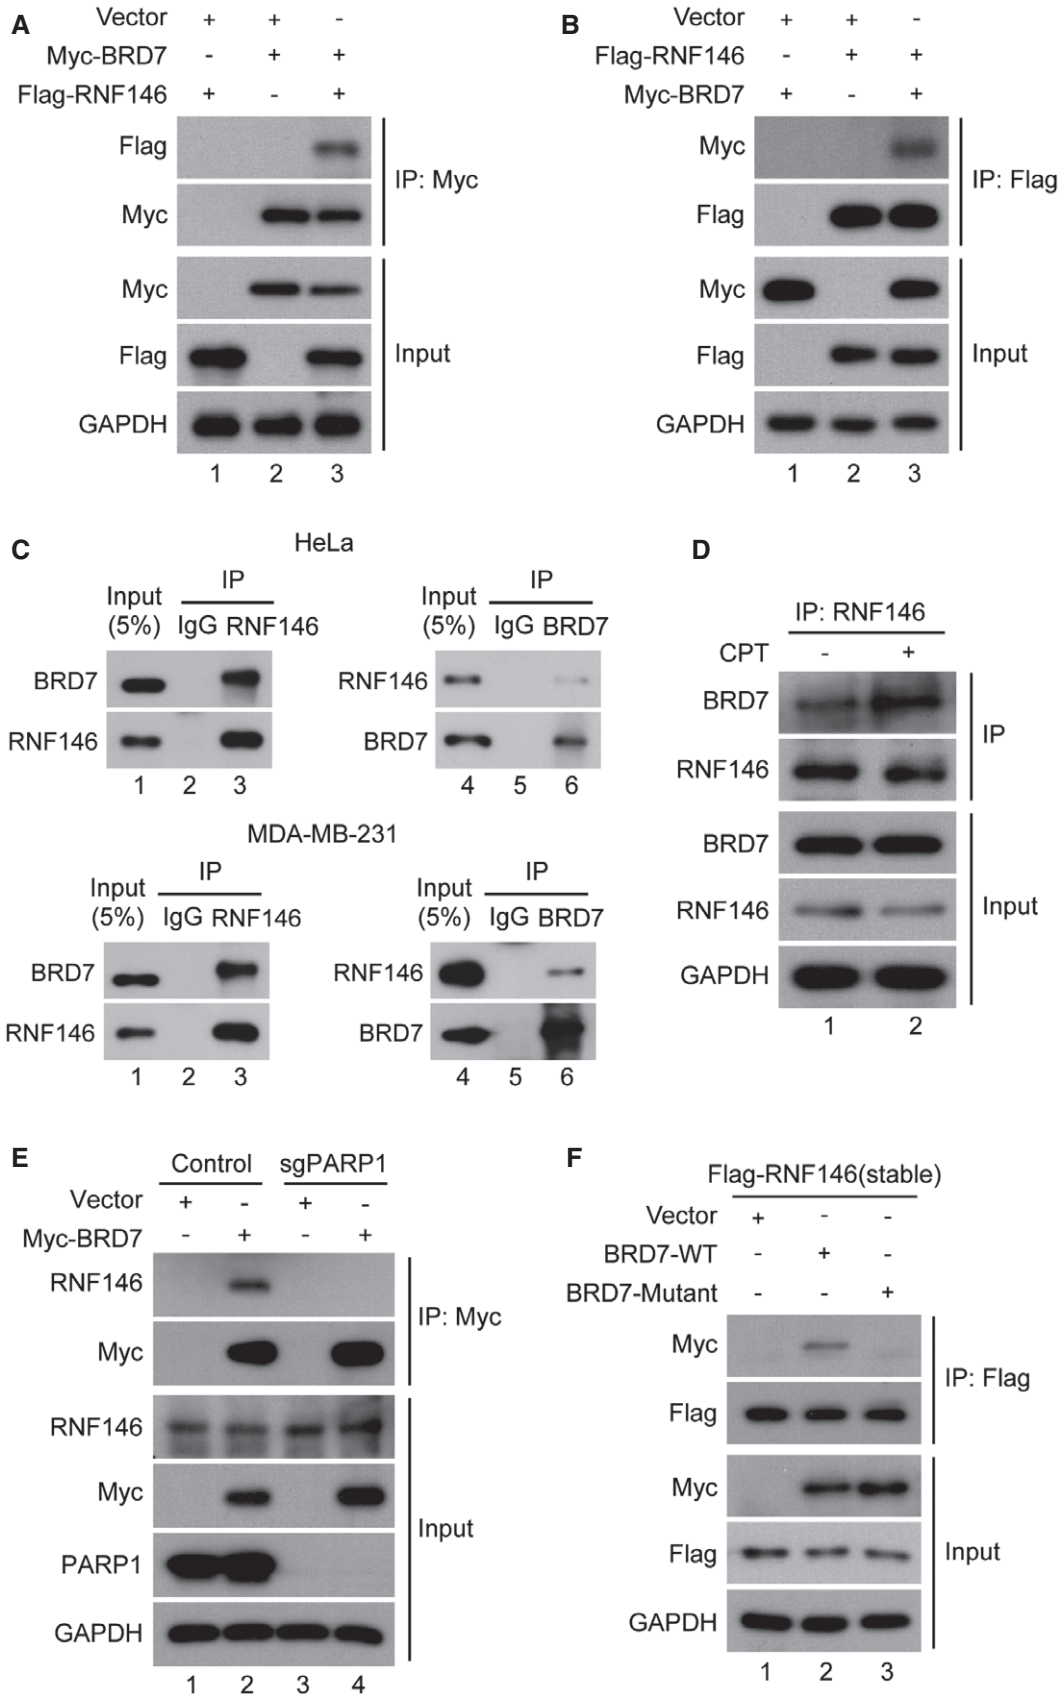 A
Vector + + -
Myc-BRD7 - + +
Flag-RNF146 + - +
Flag
Myc
IP: Myc
Myc
Flag
GAPDH
Input
1 2 3
B
Vector + + -
Flag-RNF146 - + +
Myc-BRD7 + - +
Myc
Flag
IP: Flag
Myc
Flag
GAPDH
Input
1 2 3
C
HeLa
Input (5%)
IP
IgG RNF146
BRD7
RNF146
1 2 3
Input (5%)
IP
IgG BRD7
RNF146
BRD7
4 5 6
MDA-MB-231
Input (5%)
IP
IgG RNF146
BRD7
RNF146
1 2 3
Input (5%)
IP
IgG BRD7
RNF146
BRD7
4 5 6
D
IP: RNF146
CPT - +
BRD7
RNF146
IP
BRD7
RNF146
GAPDH
Input
1 2
E
Control sgPARP1
Vector + - + -
Myc-BRD7 - + - +
RNF146
Myc
IP: Myc
RNF146
Myc
PARP1
GAPDH
Input
1 2 3 4
F
Flag-RNF146(stable)
Vector + - -
BRD7-WT - + -
BRD7-Mutant - - +
Myc
Flag
IP: Flag
Myc
Flag
GAPDH
Input
1 2 3